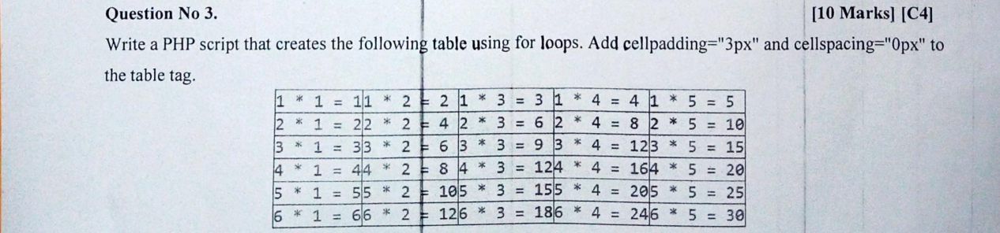 Question No 3. [10 Marks] [C4]
Write a PHP script that creates the following table using for loops. Add cellpadding="3px" and cellspacing="0px" to
the table tag.
1 * 1 = 1 1 * 2 = 2 1 * 3 = 3 1 * 4 = 4 1 * 5 = 5
2 * 1 = 2 2 * 2 = 4 2 * 3 = 6 2 * 4 = 8 2 * 5 = 10
3 * 1 = 3 3 * 2 = 6 3 * 3 = 9 3 * 4 = 12 3 * 5 = 15
4 * 1 = 4 4 * 2 = 8 4 * 3 = 12 4 * 4 = 16 4 * 5 = 20
5 * 1 = 5 5 * 2 = 10 5 * 3 = 15 5 * 4 = 20 5 * 5 = 25
6 * 1 = 6 6 * 2 = 12 6 * 3 = 18 6 * 4 = 24 6 * 5 = 30